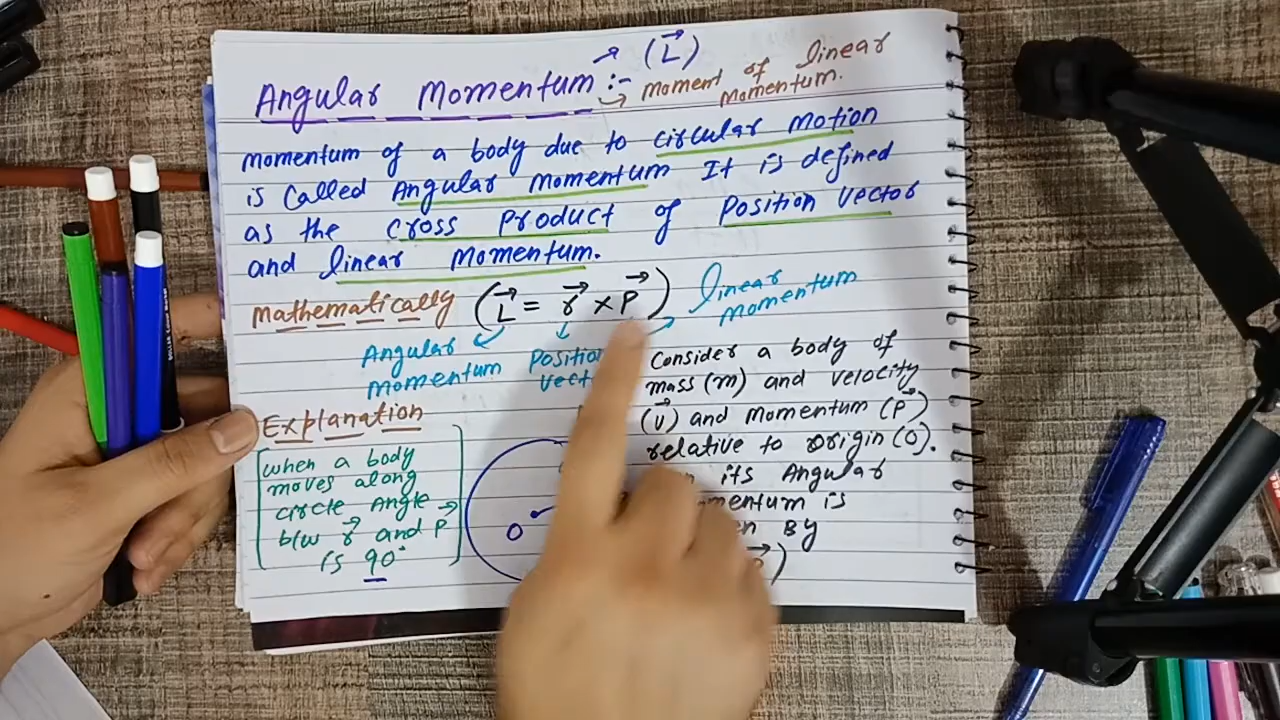 Angular Momentum :- → (L⃗)
→ moment of linear
momentum.
momentum of a body due to circular motion
is called Angular momentum It is defined
as the cross product of position vector
and linear momentum.
Mathematically (L⃗ = r⃗ × P⃗)
linear
momentum
Angular
momentum
Position
Explanation
[when a body
moves along
circle Angle
b/w r⃗ and P⃗
is 90°]
O
Consider a body of
mass (m) and velocity
(v⃗) and momentum (P⃗)
relative to origin (O).
its Angular
is
By